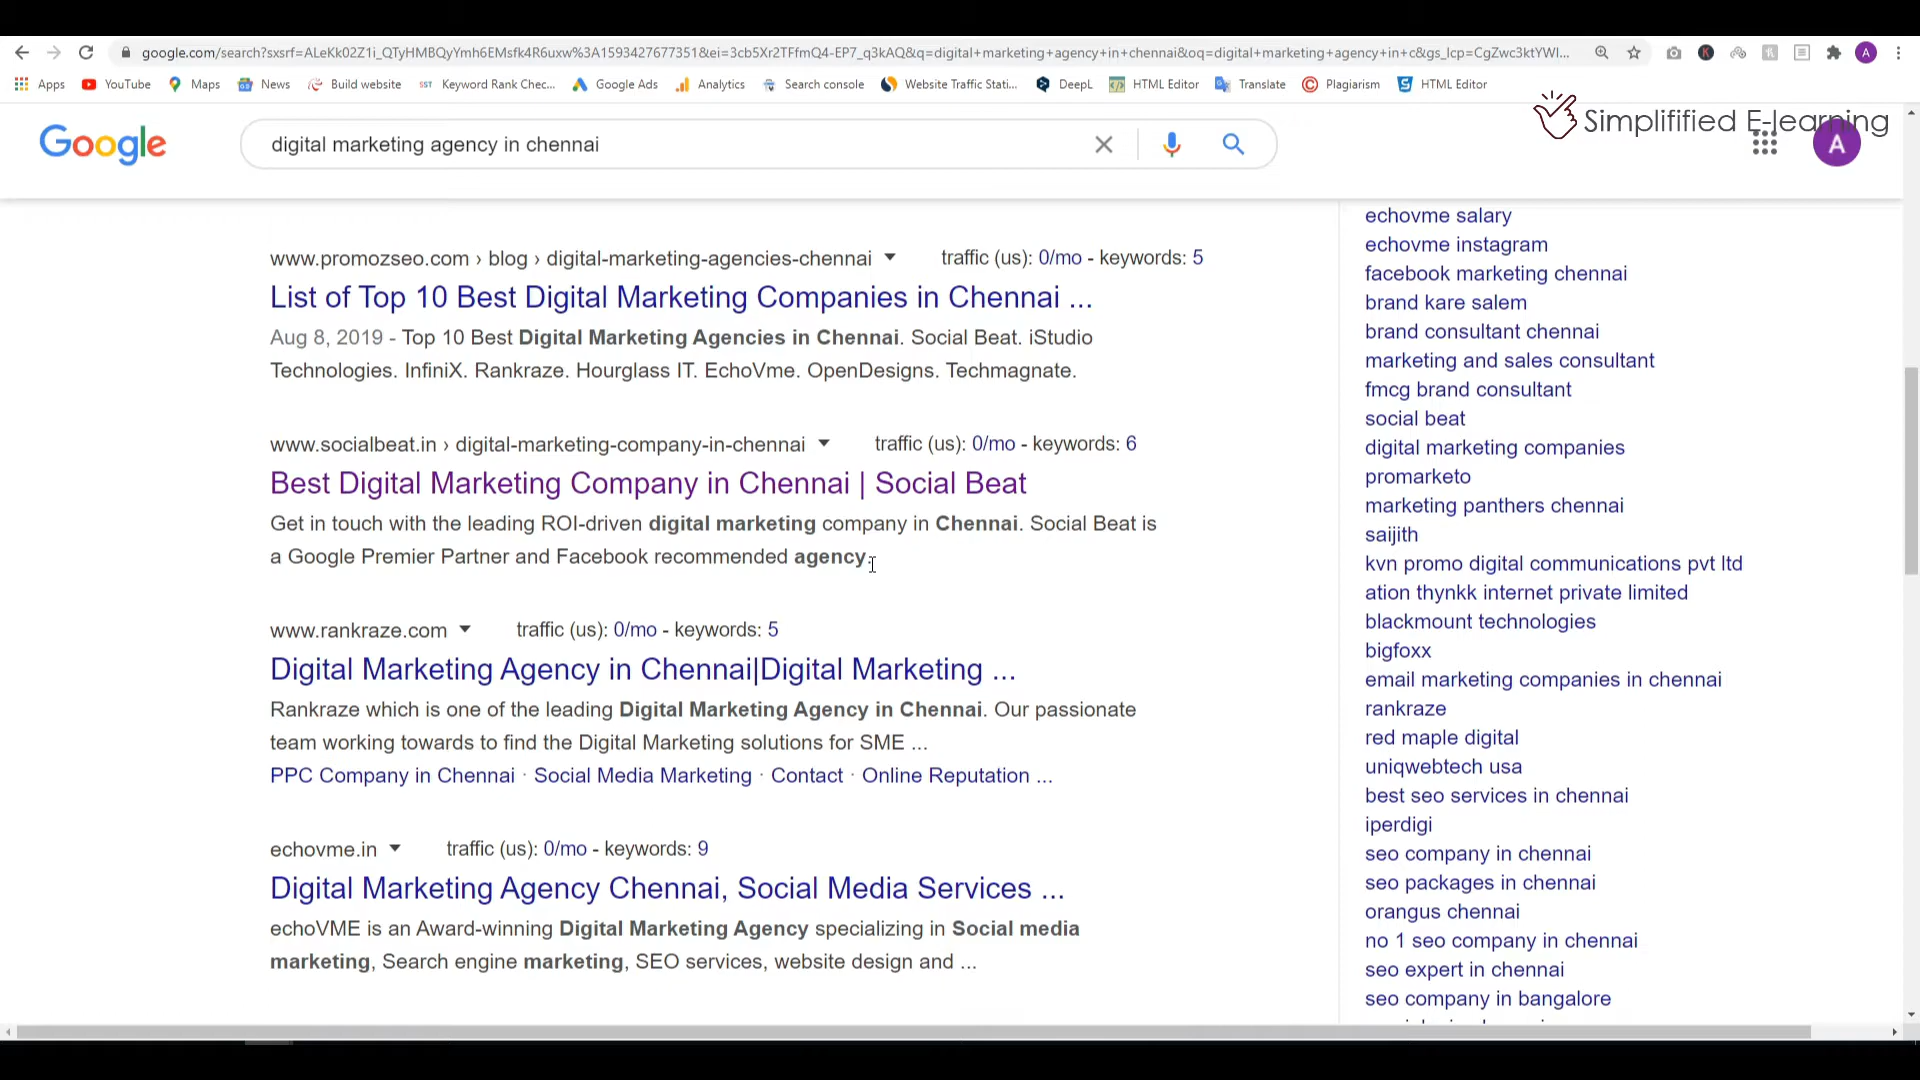 google.com/search?sxsrf=ALeKk02Z1i_QTyHMBQyYmh6EMsfk4R6uxw%3A1593427677351&ei=3cb5Xr2TFfmQ4-EP7_q3kAQ&q=digital+marketing+agency+in+chennai&oq=digital+marketing+agency+in+c&gs_lcp=CgZwc3ktYWI...
A
Apps YouTube Maps News Build website Keyword Rank Chec... Google Ads Analytics Search console Website Traffic Stati... DeepL HTML Editor Translate Plagiarism HTML Editor
Simplifified E-learning
Google digital marketing agency in chennai A
www.promozseo.com › blog › digital-marketing-agencies-chennai traffic (us): 0/mo - keywords: 5
List of Top 10 Best Digital Marketing Companies in Chennai ...
Aug 8, 2019 - Top 10 Best Digital Marketing Agencies in Chennai. Social Beat. iStudio
Technologies. InfiniX. Rankraze. Hourglass IT. EchoVme. OpenDesigns. Techmagnate.
www.socialbeat.in › digital-marketing-company-in-chennai traffic (us): 0/mo - keywords: 6
Best Digital Marketing Company in Chennai | Social Beat
Get in touch with the leading ROI-driven digital marketing company in Chennai. Social Beat is
a Google Premier Partner and Facebook recommended agency.
www.rankraze.com traffic (us): 0/mo - keywords: 5
Digital Marketing Agency in Chennai|Digital Marketing ...
Rankraze which is one of the leading Digital Marketing Agency in Chennai. Our passionate
team working towards to find the Digital Marketing solutions for SME ...
PPC Company in Chennai · Social Media Marketing · Contact · Online Reputation ...
echovme.in traffic (us): 0/mo - keywords: 9
Digital Marketing Agency Chennai, Social Media Services ...
echoVME is an Award-winning Digital Marketing Agency specializing in Social media
marketing, Search engine marketing, SEO services, website design and ...
echovme salary
echovme instagram
facebook marketing chennai
brand kare salem
brand consultant chennai
marketing and sales consultant
fmcg brand consultant
social beat
digital marketing companies
promarketo
marketing panthers chennai
saijith
kvn promo digital communications pvt ltd
ation thynkk internet private limited
blackmount technologies
bigfoxx
email marketing companies in chennai
rankraze
red maple digital
uniqwebtech usa
best seo services in chennai
iperdigi
seo company in chennai
seo packages in chennai
orangus chennai
no 1 seo company in chennai
seo expert in chennai
seo company in bangalore